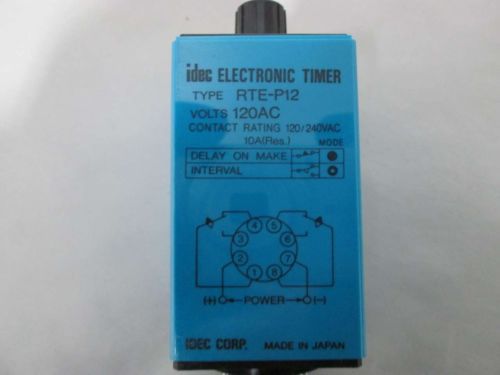 idec ELECTRONIC TIMER
TYPE RTE-P12
VOLTS 120AC
CONTACT RATING 120/240VAC
10A(Res.) MODE
DELAY ON MAKE
INTERVAL
4 5
3 6
2 7
1 8
(+) POWER (-)
IDEC CORP. MADE IN JAPAN